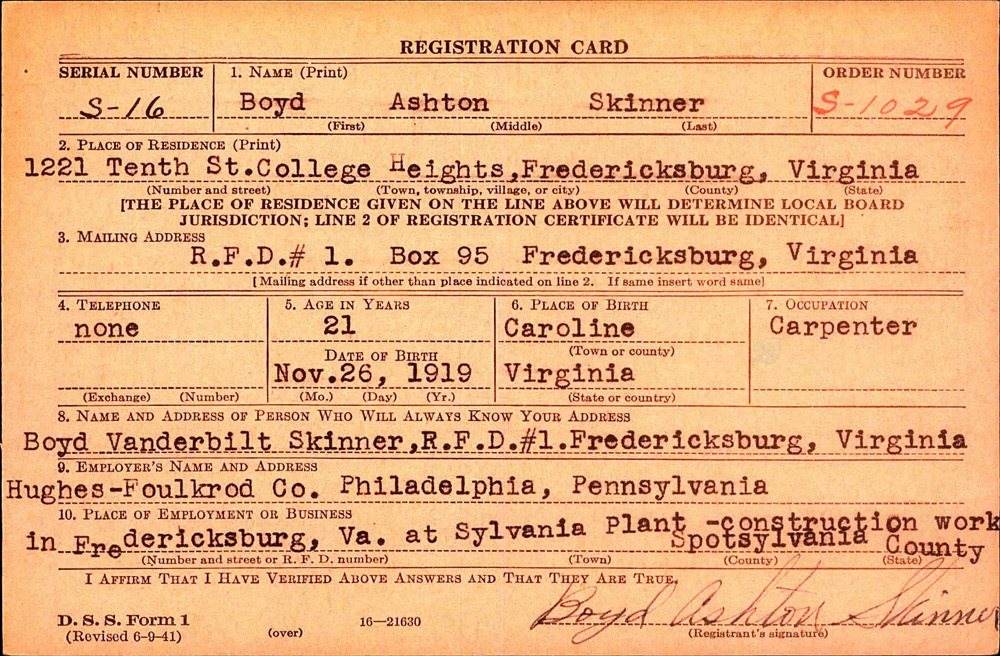 REGISTRATION CARD
SERIAL NUMBER 1. NAME (Print) ORDER NUMBER
S-16 Boyd Ashton Skinner S-1029
(First) (Middle) (Last)
2. PLACE OF RESIDENCE (Print)
1221 Tenth St.College Heights,Fredericksburg, Virginia
(Number and street) (Town, township, village, or city) (County) (State)
[THE PLACE OF RESIDENCE GIVEN ON THE LINE ABOVE WILL DETERMINE LOCAL BOARD
JURISDICTION; LINE 2 OF REGISTRATION CERTIFICATE WILL BE IDENTICAL]
3. MAILING ADDRESS
R.F.D.# 1. Box 95 Fredericksburg, Virginia
[Mailing address if other than place indicated on line 2. If same insert word same]
4. TELEPHONE 5. AGE IN YEARS 6. PLACE OF BIRTH 7. OCCUPATION
none 21 Caroline Carpenter
DATE OF BIRTH (Town or county)
Nov.26, 1919 Virginia
(Exchange) (Number) (Mo.) (Day) (Yr.) (State or country)
8. NAME AND ADDRESS OF PERSON WHO WILL ALWAYS KNOW YOUR ADDRESS
Boyd Vanderbilt Skinner,R.F.D.#1.Fredericksburg, Virginia
9. EMPLOYER'S NAME AND ADDRESS
Hughes-Foulkrod Co. Philadelphia, Pennsylvania
10. PLACE OF EMPLOYMENT OR BUSINESS
in Fredericksburg, Va. at Sylvania Plant -construction work
Spotsylvania County
(Number and street or R. F. D. number) (Town) (County) (State)
I AFFIRM THAT I HAVE VERIFIED ABOVE ANSWERS AND THAT THEY ARE TRUE.
Boyd Ashton Skinner
D. S. S. Form 1
(Revised 6-9-41) (over) 16—21630 (Registrant's signature)